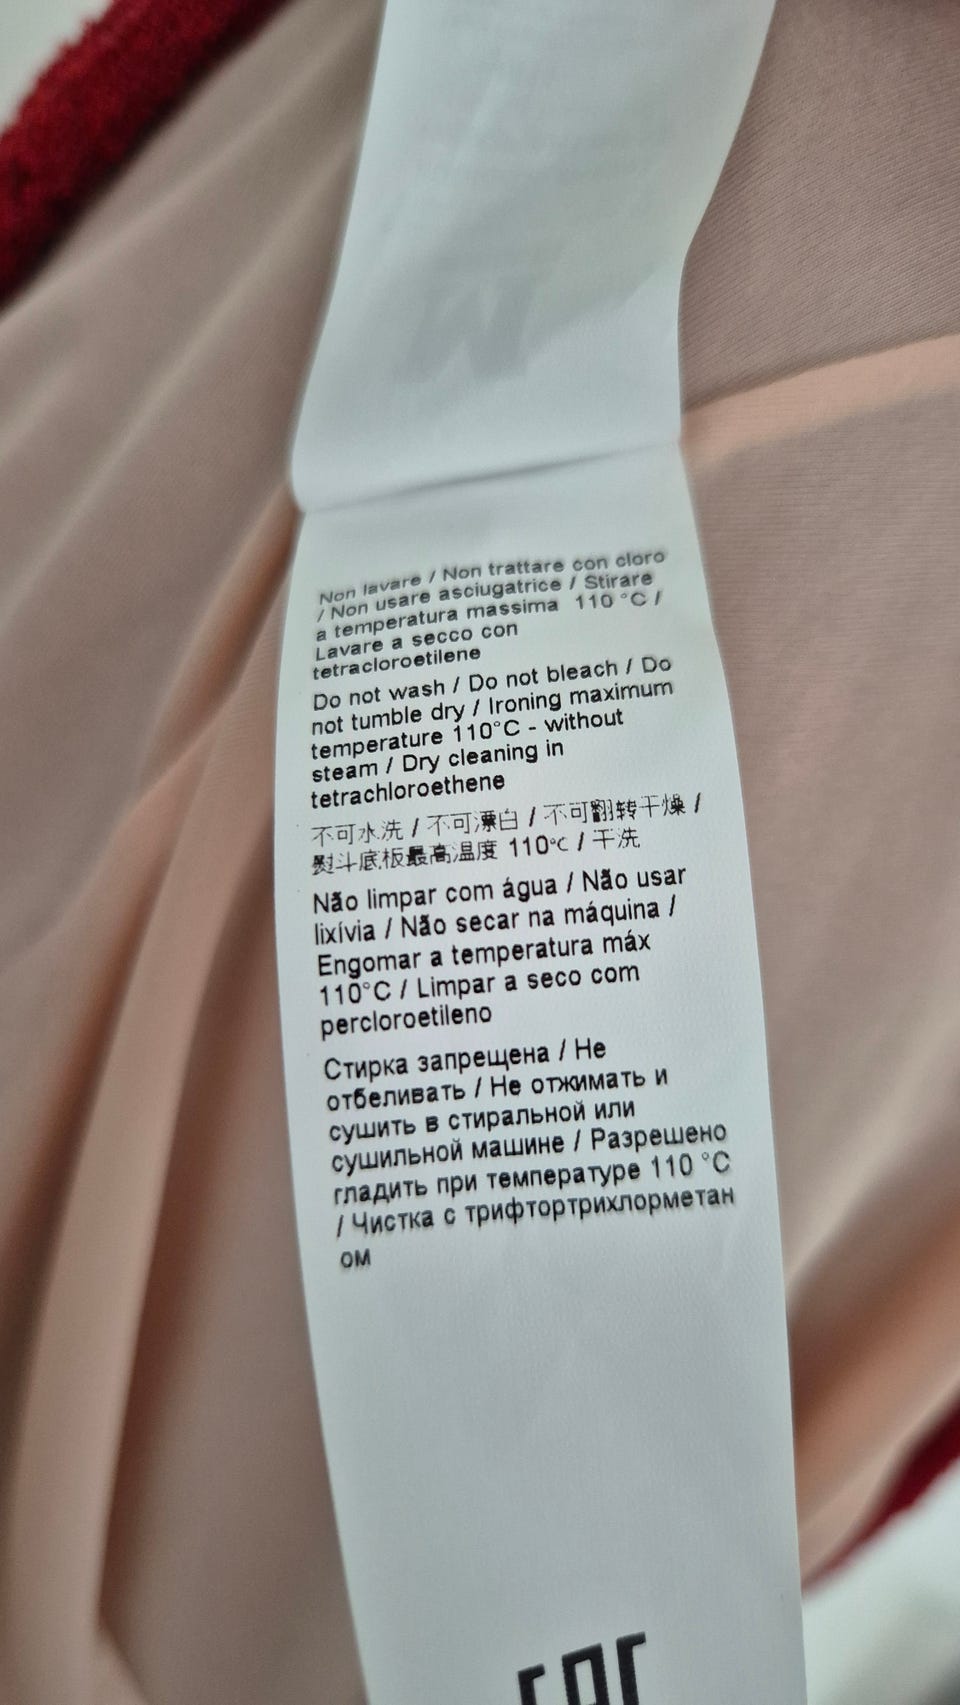 Non lavare / Non trattare con cloro
/ Non usare asciugatrice / Stirare
a temperatura massima 110 °C /
Lavare a secco con
tetracloroetilene
Do not wash / Do not bleach / Do
not tumble dry / Ironing maximum
temperature 110°C - without
steam / Dry cleaning in
tetrachloroethene
不可水洗 / 不可漂白 / 不可翻转干燥 /
熨斗底板最高温度 110℃ / 干洗
Não limpar com água / Não usar
lixívia / Não secar na máquina /
Engomar a temperatura máx
110°C / Limpar a seco com
percloroetileno
Стирка запрещена / Не
отбеливать / Не отжимать и
сушить в стиральной или
сушильной машине / Разрешено
гладить при температуре 110 °C
/ Чистка с трифтортрихлорметан
ом